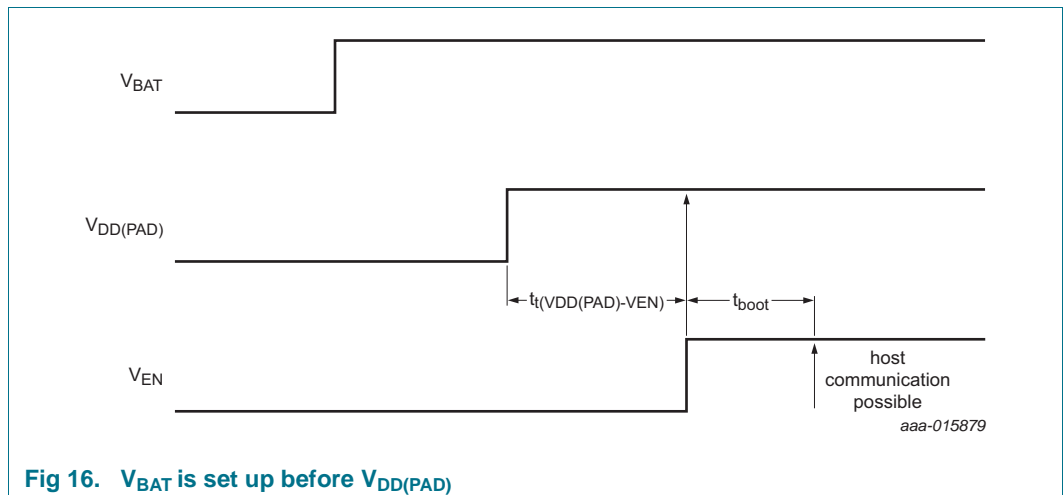 VBAT
VDD(PAD)
tt(VDD(PAD)-VEN)
tboot
VEN
host
communication
possible
aaa-015879
Fig 16. VBAT is set up before VDD(PAD)